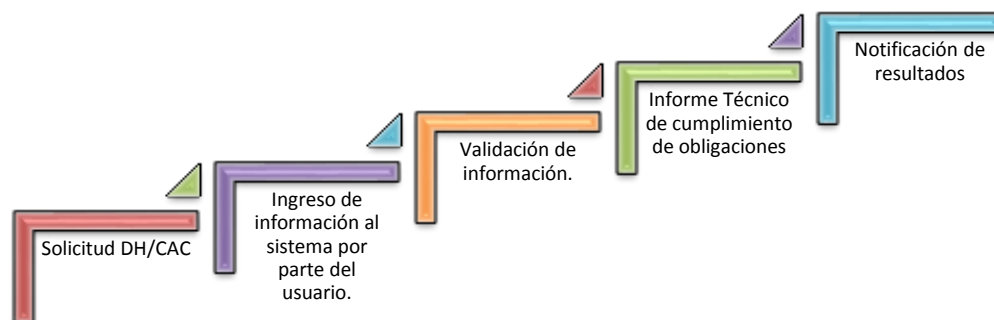 Solicitud DH/CAC
Ingreso de
información al
sistema por
parte del
usuario.
Validación de
información.
Informe Técnico
de cumplimiento
de obligaciones
Notificación de
resultados